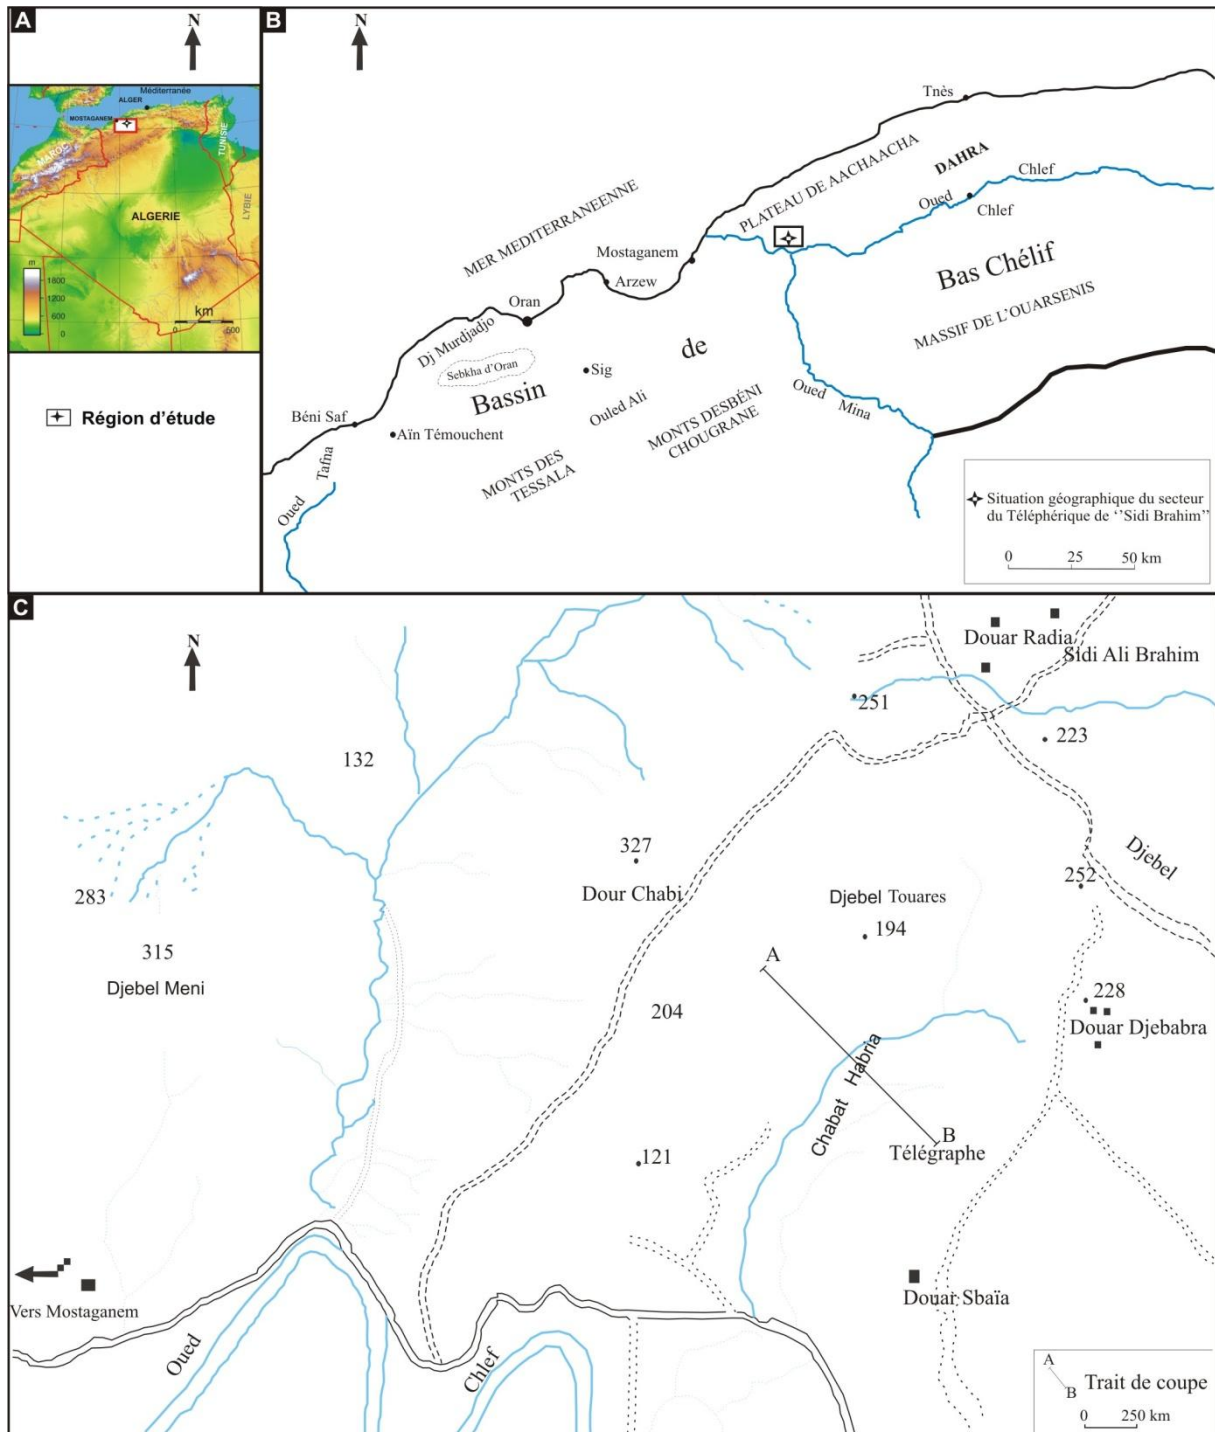 A
N
Méditerranée
ALGER
MOSTAGANEM
MAROC
TUNISIE
ALGERIE
LYBIE
m
1800
1200
600
0
km
0 500
Région d'étude
B
N
Tnès
DAHRA
Chlef
Oued
Chlef
PLATEAU DE AACHAACHA
MER MEDITERRANEENNE
Mostaganem
Arzew
Bas Chélif
Oran
MASSIF DE L'OUARSENIS
Dj Murdjadjo
de
Sebkha d'Oran
Sig
Bassin
Ouled Ali
Oued Mina
Béni Saf
Aïn Témouchent
MONTS DESBÉNI
CHOUGRANE
MONTS DES
TESSALA
Oued Tafna
Situation géographique du secteur
du Téléphérique de ‘’Sidi Brahim’’
0 25 50 km
C
N
Douar Radia
Sidi Ali Brahim
251
223
132
327
Dour Chabi
Djebel
252
283
Djebel Touares
194
315
Djebel Meni
A
204
228
Douar Djebabra
Chabat Habria
B
Télégraphe
121
Vers Mostaganem
Douar Sbaïa
Oued
Chlef
A
B
Trait de coupe
0 250 km